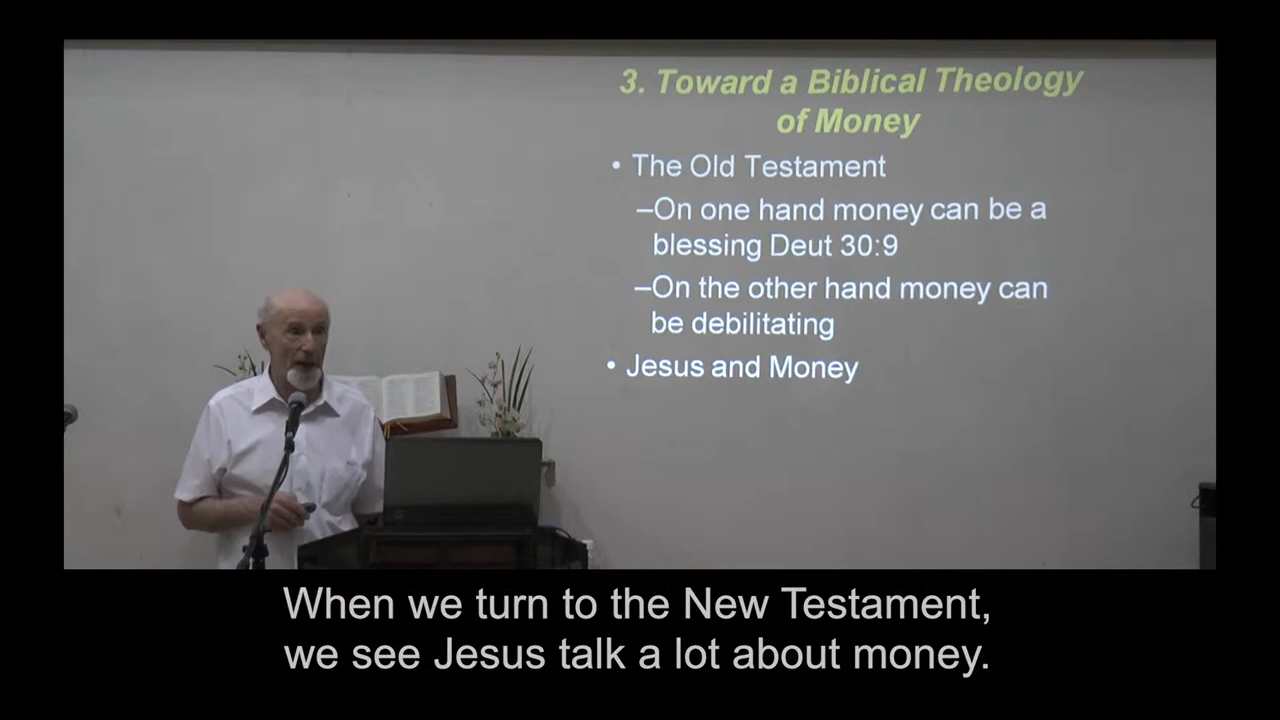 3. Toward a Biblical Theology
of Money
• The Old Testament
–On one hand money can be a
blessing Deut 30:9
–On the other hand money can
be debilitating
• Jesus and Money
When we turn to the New Testament,
we see Jesus talk a lot about money.